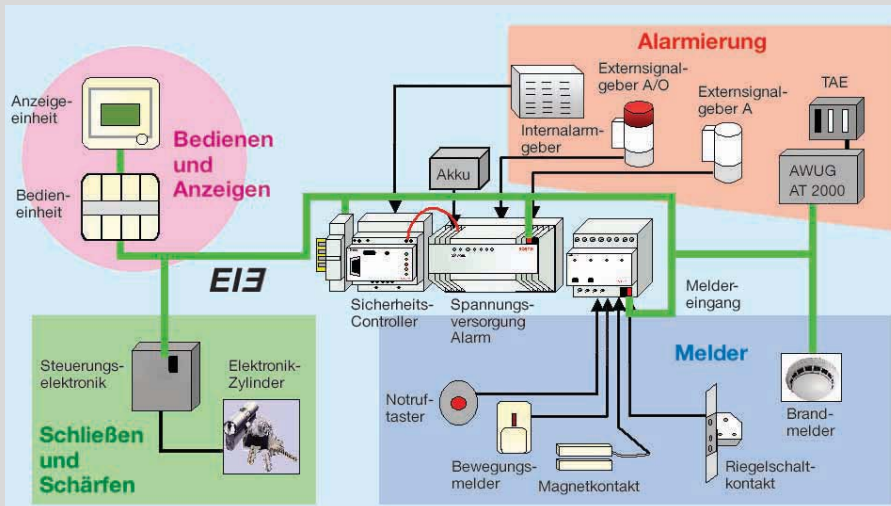 Alarmierung
Anzeige-
einheit
Bedienen
und
Anzeigen
Bedien-
einheit
Internalarm-
geber
Externsignal-
geber A/O
Externsignal-
geber A
TAE
AWUG
AT 2000
Akku
EIB
Sicherheits-
Controller
Spannungs-
versorgung
Alarm
Melder-
eingang
Steuerungs-
elektronik
Elektronik-
Zylinder
Schließen
und
Schärfen
Melder
Notruf-
taster
Bewegungs-
melder
Magnetkontakt
Riegelschalt-
kontakt
Brand-
melder